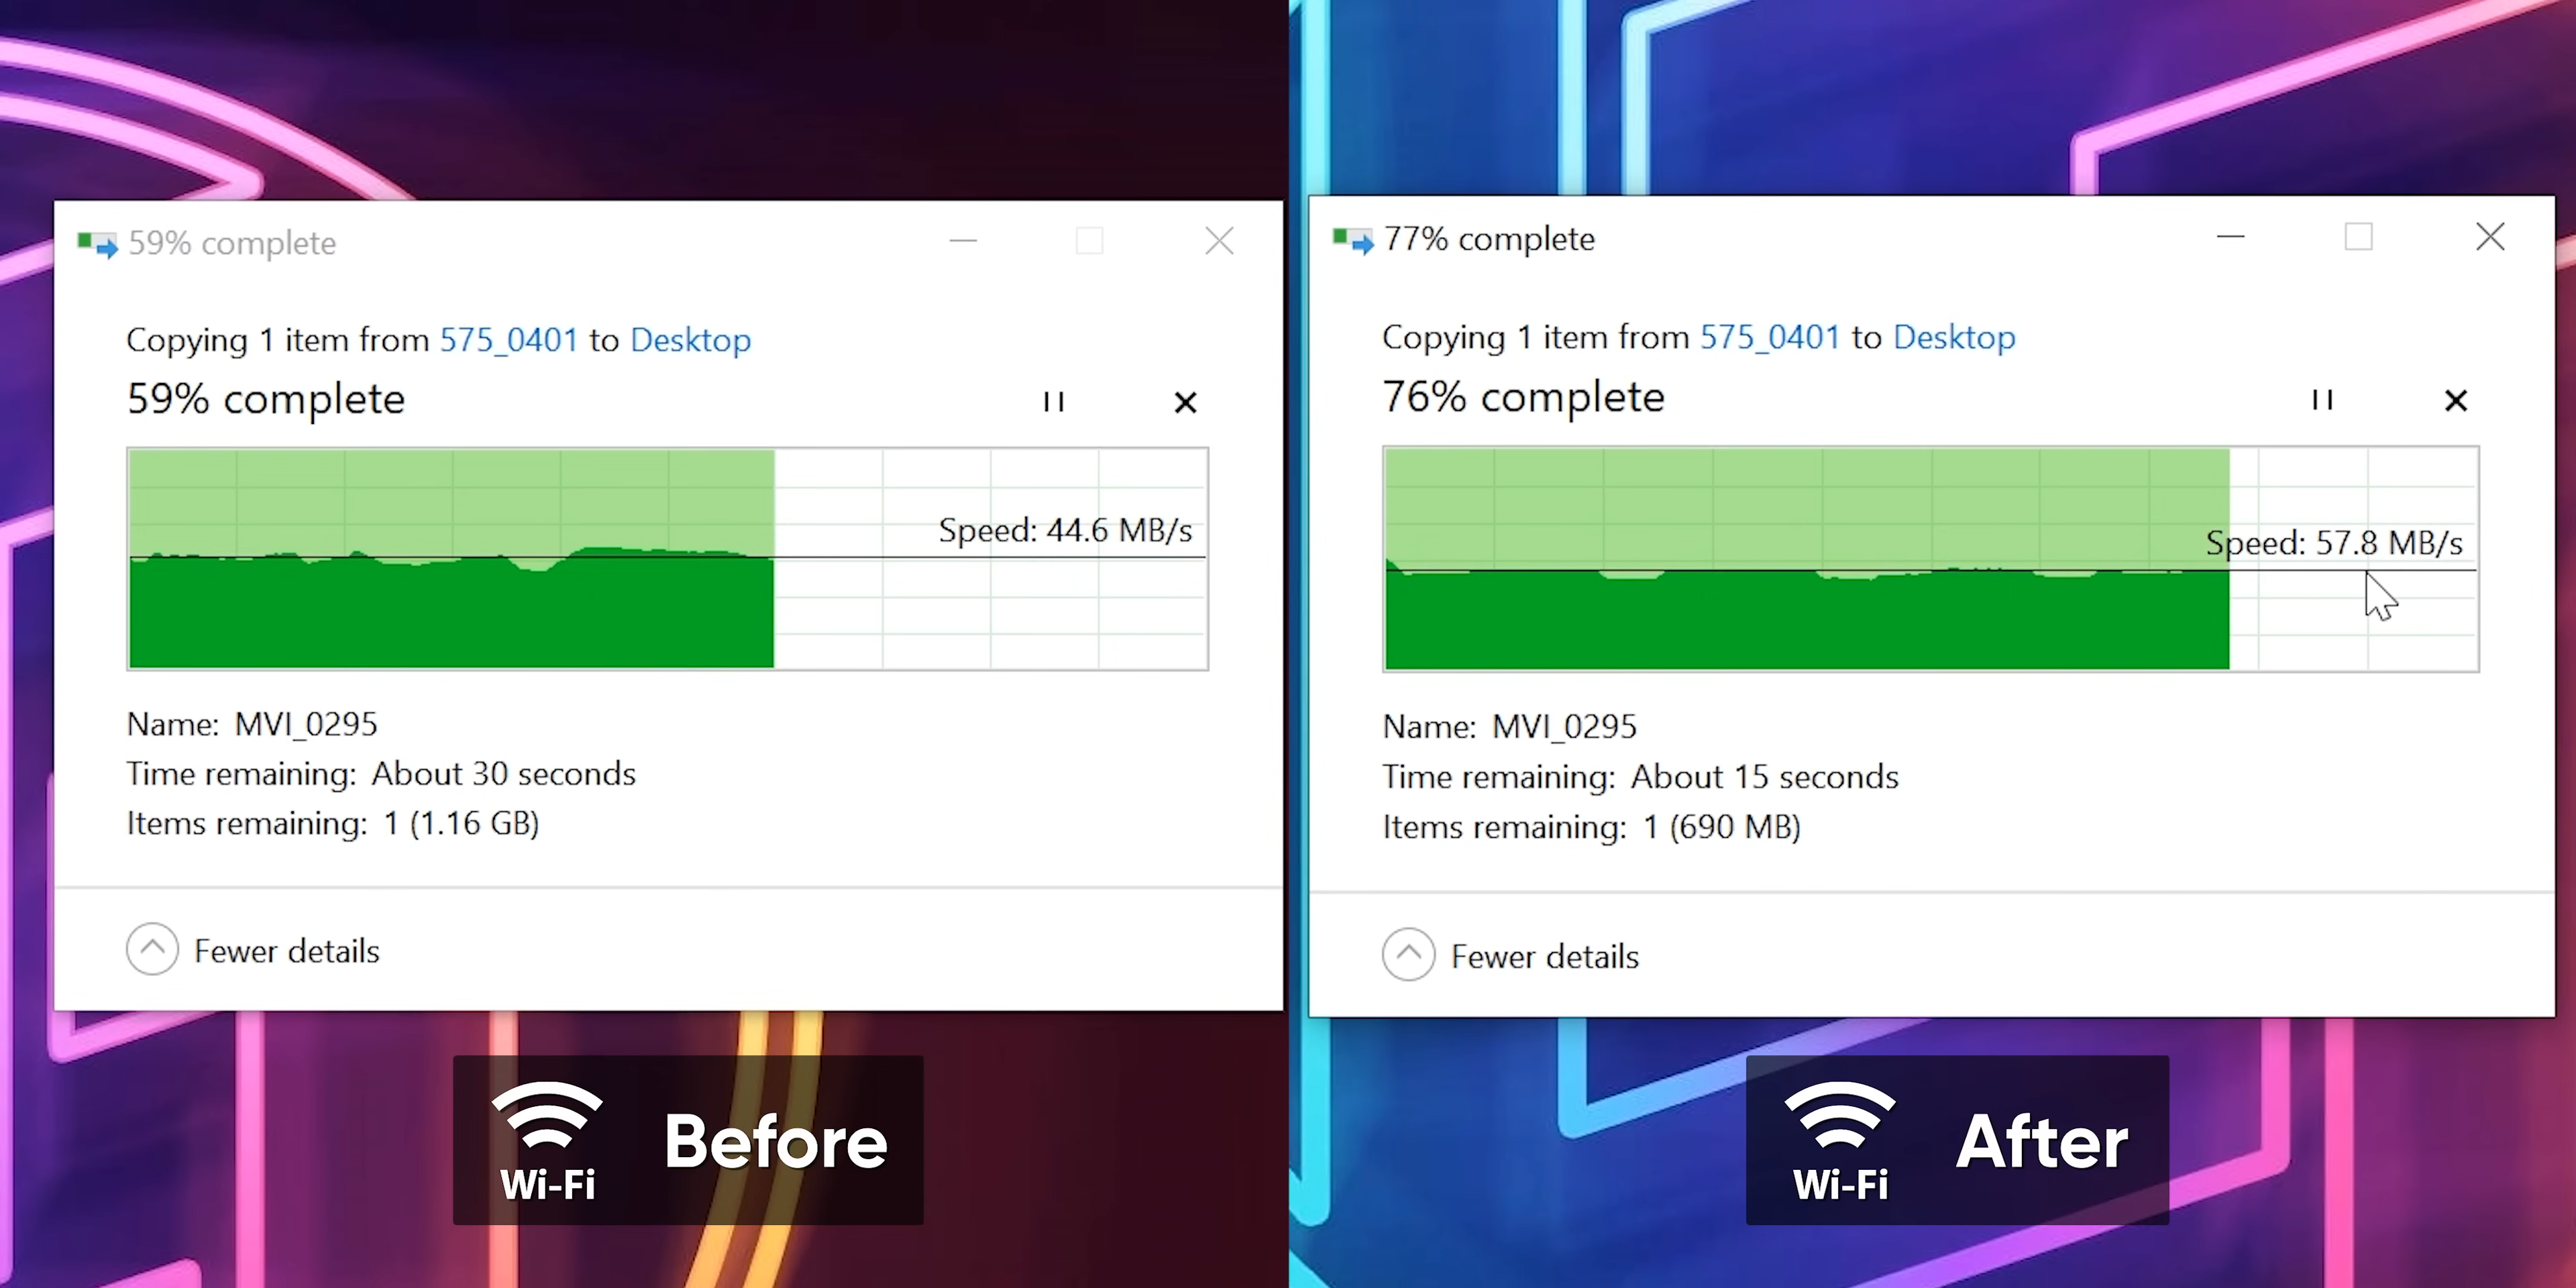 59% complete
Copying 1 item from 575_0401 to Desktop
59% complete
Speed: 44.6 MB/s
Name: MVI_0295
Time remaining: About 30 seconds
Items remaining: 1 (1.16 GB)
Fewer details
Wi-Fi
Before
77% complete
Copying 1 item from 575_0401 to Desktop
76% complete
Speed: 57.8 MB/s
Name: MVI_0295
Time remaining: About 15 seconds
Items remaining: 1 (690 MB)
Fewer details
Wi-Fi
After